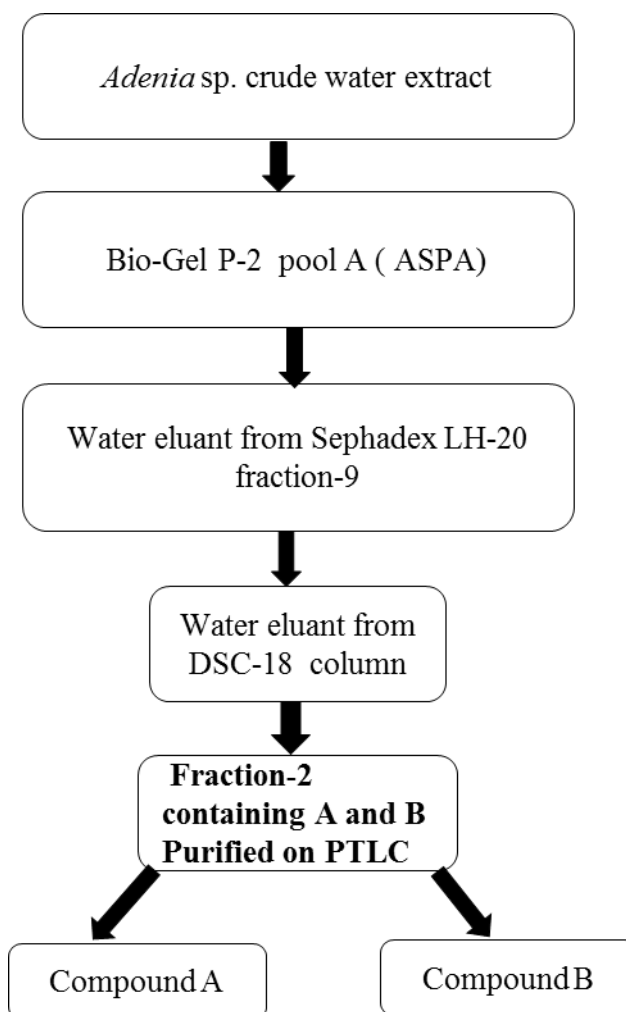 Adenia sp. crude water extract
Bio-Gel P-2 pool A ( ASPA)
Water eluant from Sephadex LH-20
fraction-9
Water eluant from
DSC-18 column
Fraction-2
containing A and B
Purified on PTLC
Compound A
Compound B